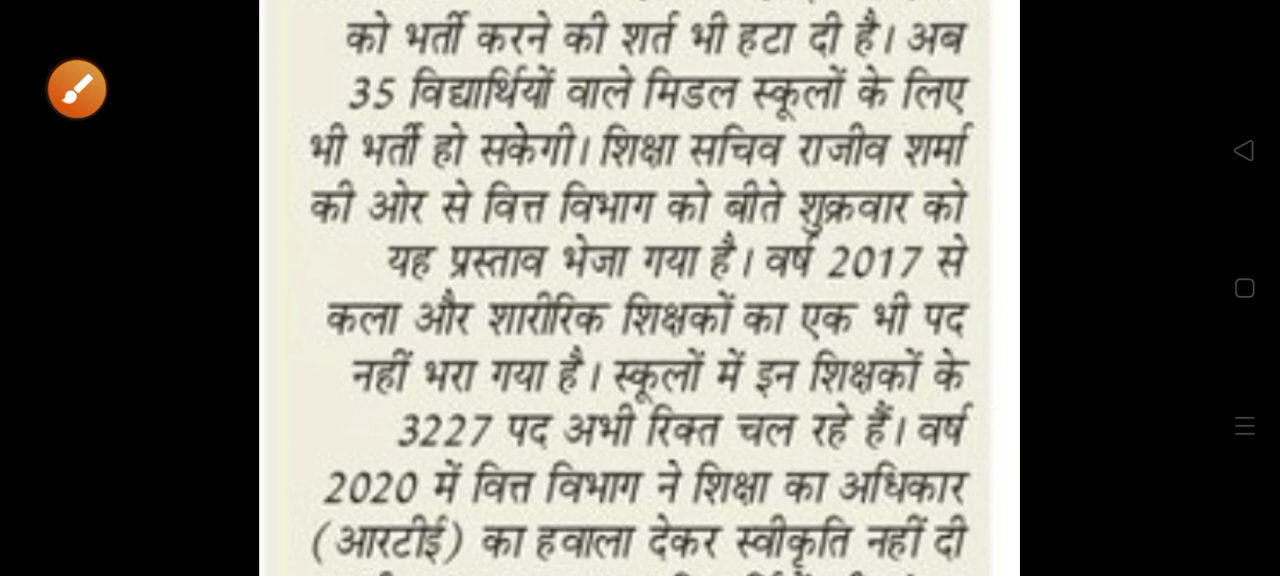 को भर्ती करने की शर्त भी हटा दी है। अब
35 विद्यार्थियों वाले मिडल स्कूलों के लिए
भी भर्ती हो सकेगी। शिक्षा सचिव राजीव शर्मा
की ओर से वित्त विभाग को बीते शुक्रवार को
यह प्रस्ताव भेजा गया है। वर्ष 2017 से
कला और शारीरिक शिक्षकों का एक भी पद
नहीं भरा गया है। स्कूलों में इन शिक्षकों के
3227 पद अभी रिक्त चल रहे हैं। वर्ष
2020 में वित्त विभाग ने शिक्षा का अधिकार
(आरटीई) का हवाला देकर स्वीकृति नहीं दी